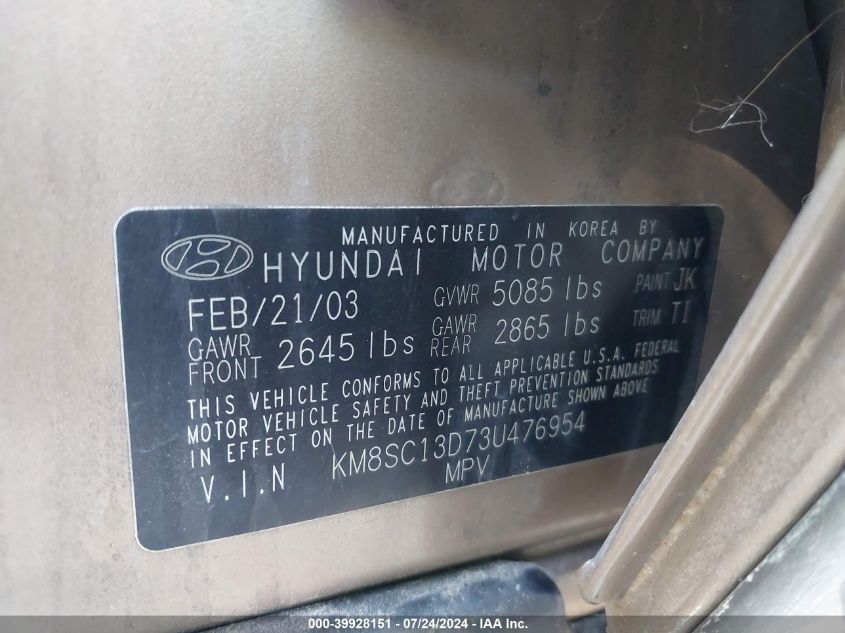 MANUFACTURED IN KOREA BY
HYUNDAI MOTOR COMPANY
FEB/21/03 GVWR 5085 lbs PAINT JK
GAWR FRONT 2645 lbs GAWR REAR 2865 lbs TRIM TI
THIS VEHICLE CONFORMS TO ALL APPLICABLE U.S.A. FEDERAL
MOTOR VEHICLE SAFETY AND THEFT PREVENTION STANDARDS
IN EFFECT ON THE DATE OF MANUFACTURE SHOWN ABOVE
V.I.N KM8SC13D73U476954
MPV
000-39928151 - 07/24/2024 - IAA Inc.